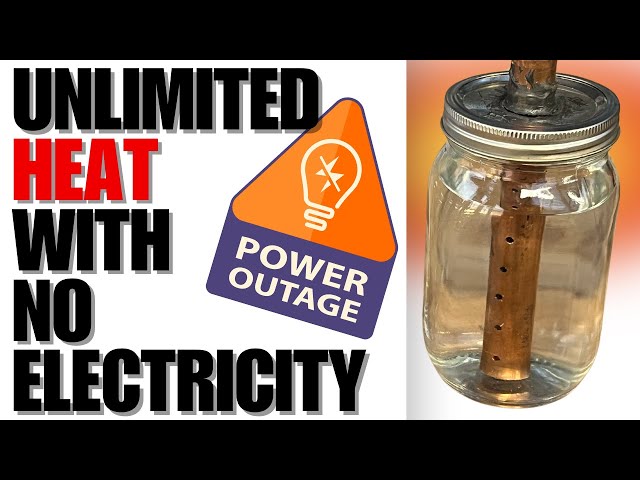 UNLIMITED
HEAT
WITH
NO
ELECTRICITY
POWER
OUTAGE